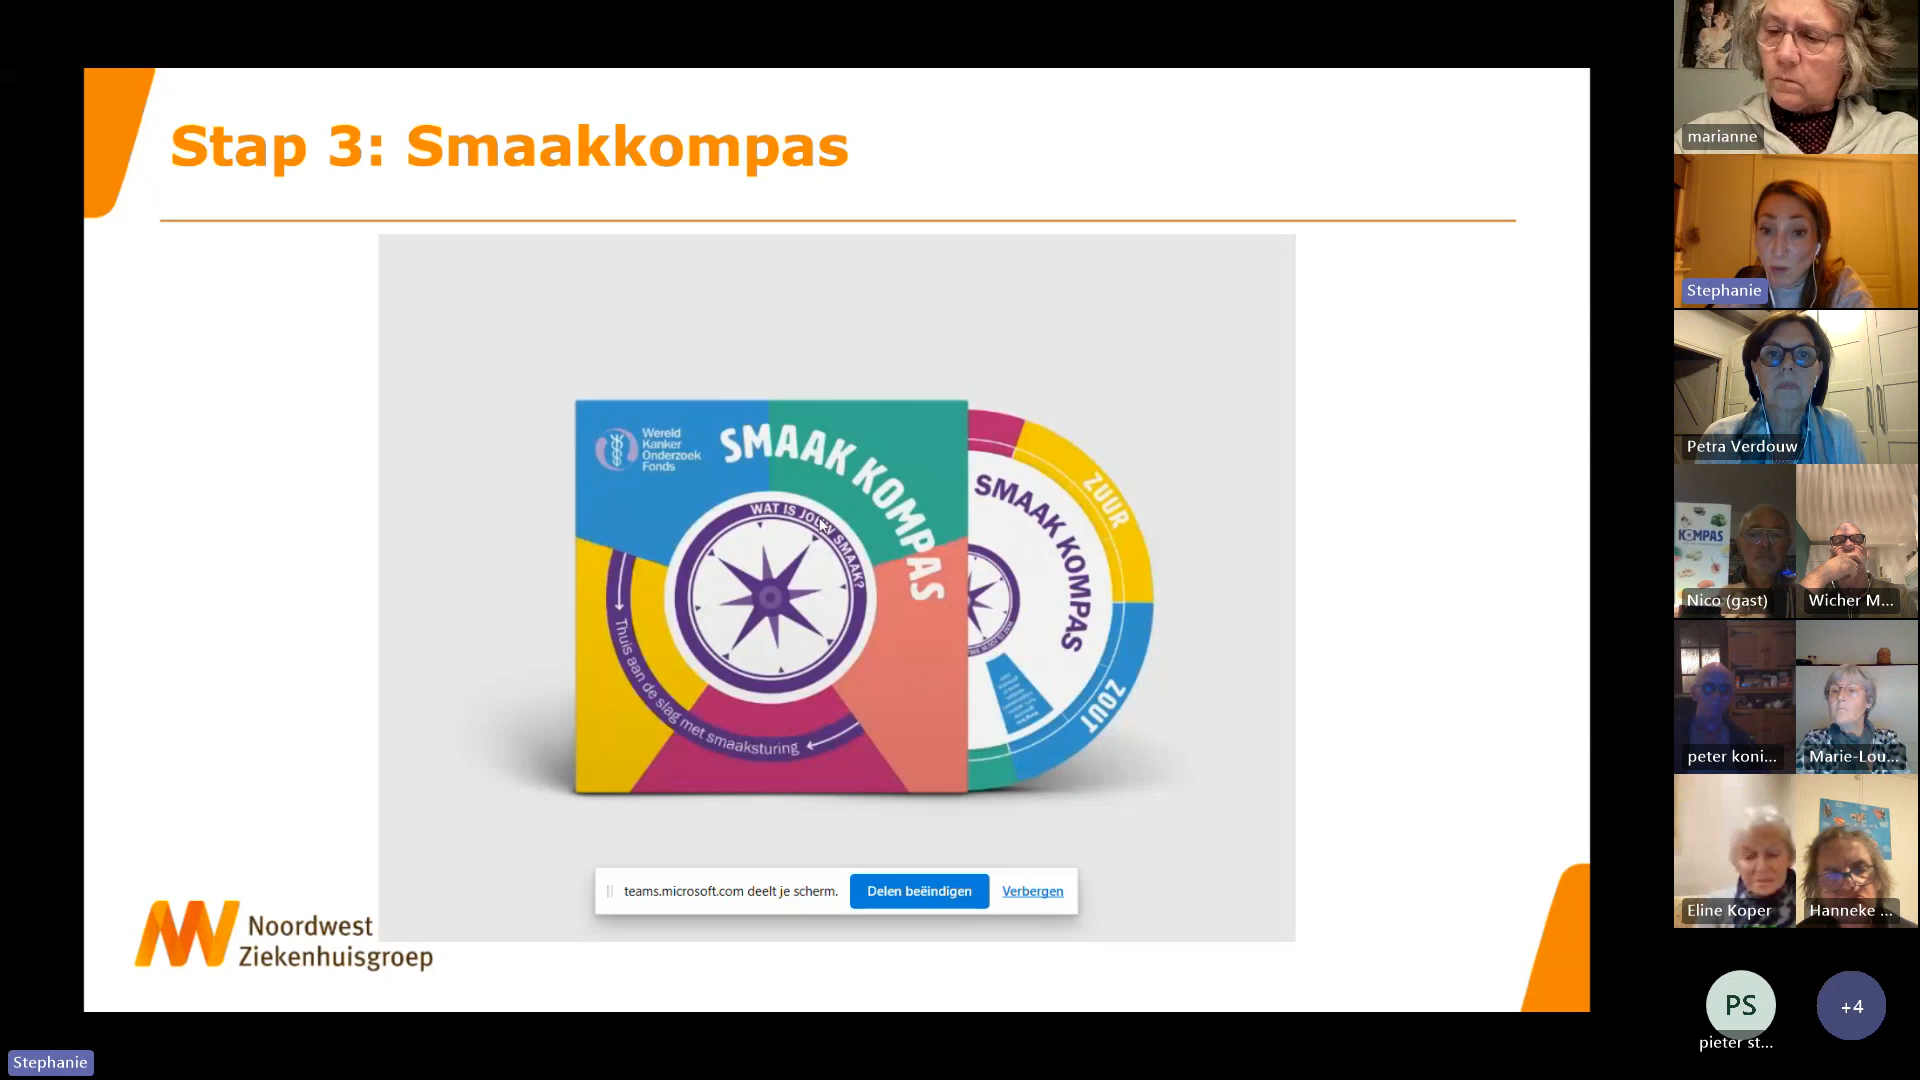 Stap 3: Smaakkompas
Wereld
Kanker
Onderzoek
Fonds
SMAAK KOMPAS
WAT IS JOUW SMAAK?
Thuis aan de slag met smaaksturing
SMAAK KOMPAS
ZUUR
ZOUT
teams.microsoft.com deelt je scherm.
Delen beëindigen
Verbergen
Noordwest
Ziekenhuisgroep
marianne
Stephanie
Petra Verdouw
KOMPAS
Nico (gast)
Wicher M...
peter koni...
Marie-Lou...
Eline Koper
Hanneke ...
PS
+4
pieter st...
Stephanie